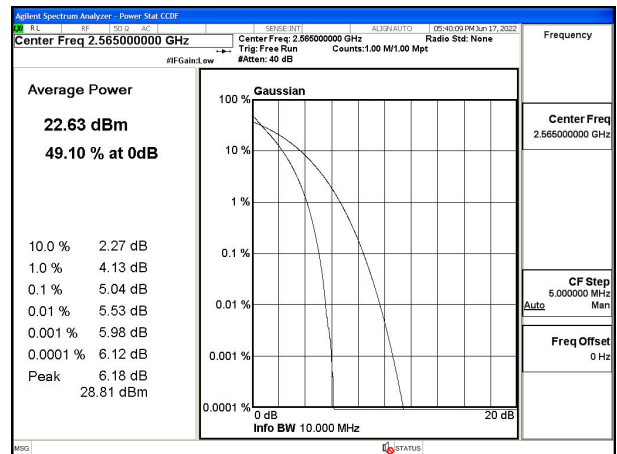 Agilent Spectrum Analyzer - Power Stat CCDF
RL RF 50 Ω AC SENSE:INT ALIGN AUTO 05:40:09 PM Jun 17, 2022
Center Freq 2.565000000 GHz
Center Freq: 2.565000000 GHz Radio Std: None
Trig: Free Run Counts:1.00 M/1.00 Mpt
#IFGain:Low #Atten: 40 dB
Frequency
Average Power
22.63 dBm
49.10 % at 0dB
10.0 % 2.27 dB
1.0 % 4.13 dB
0.1 % 5.04 dB
0.01 % 5.53 dB
0.001 % 5.98 dB
0.0001 % 6.12 dB
Peak 6.18 dB
28.81 dBm
Gaussian
100 %
10 %
1 %
0.1 %
0.01 %
0.001 %
0.0001 %
0 dB 20 dB
Info BW 10.000 MHz
Center Freq
2.565000000 GHz
CF Step
5.000000 MHz
Auto Man
Freq Offset
0 Hz
MSG STATUS